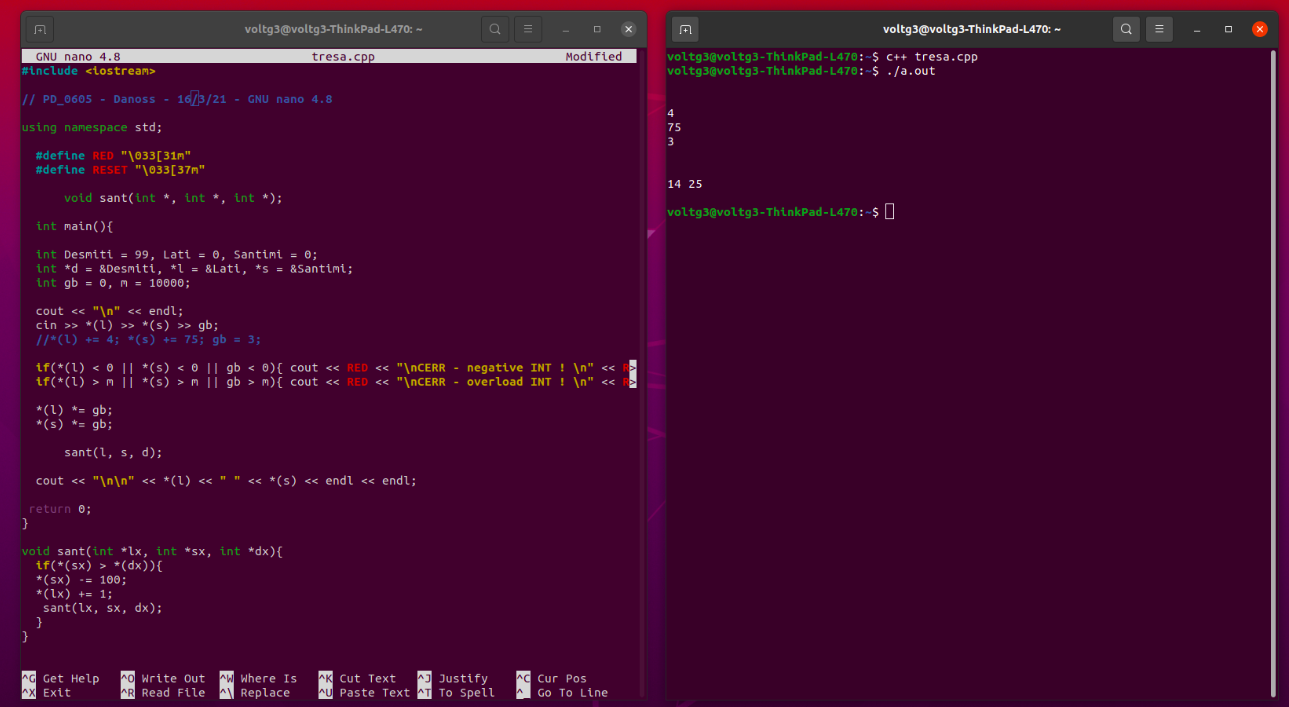 voltg3@voltg3-ThinkPad-L470: ~
GNU nano 4.8 tresa.cpp Modified
#include <iostream>
// PD_0605 - Danoss - 16/3/21 - GNU nano 4.8
using namespace std;
#define RED "\033[31m"
#define RESET "\033[37m"
void sant(int *, int *, int *);
int main(){
int Desmiti = 99, Lati = 0, Santimi = 0;
int *d = &Desmiti, *l = &Lati, *s = &Santimi;
int gb = 0, m = 10000;
cout << "\n" << endl;
cin >> *(l) >> *(s) >> gb;
//*(l) += 4; *(s) += 75; gb = 3;
if(*(l) < 0 || *(s) < 0 || gb < 0){ cout << RED << "\nCERR - negative INT ! \n" << R>
if(*(l) > m || *(s) > m || gb > m){ cout << RED << "\nCERR - overload INT ! \n" << R>
*(l) *= gb;
*(s) *= gb;
sant(l, s, d);
cout << "\n\n" << *(l) << " " << *(s) << endl << endl;
return 0;
}
void sant(int *lx, int *sx, int *dx){
if(*(sx) > *(dx)){
*(sx) -= 100;
*(lx) += 1;
sant(lx, sx, dx);
}
}
^G Get Help ^O Write Out ^W Where Is ^K Cut Text ^J Justify ^C Cur Pos
^X Exit ^R Read File ^\ Replace ^U Paste Text ^T To Spell ^_ Go To Line
voltg3@voltg3-ThinkPad-L470: ~
voltg3@voltg3-ThinkPad-L470:~$ c++ tresa.cpp
voltg3@voltg3-ThinkPad-L470:~$ ./a.out
4
75
3
14 25
voltg3@voltg3-ThinkPad-L470:~$